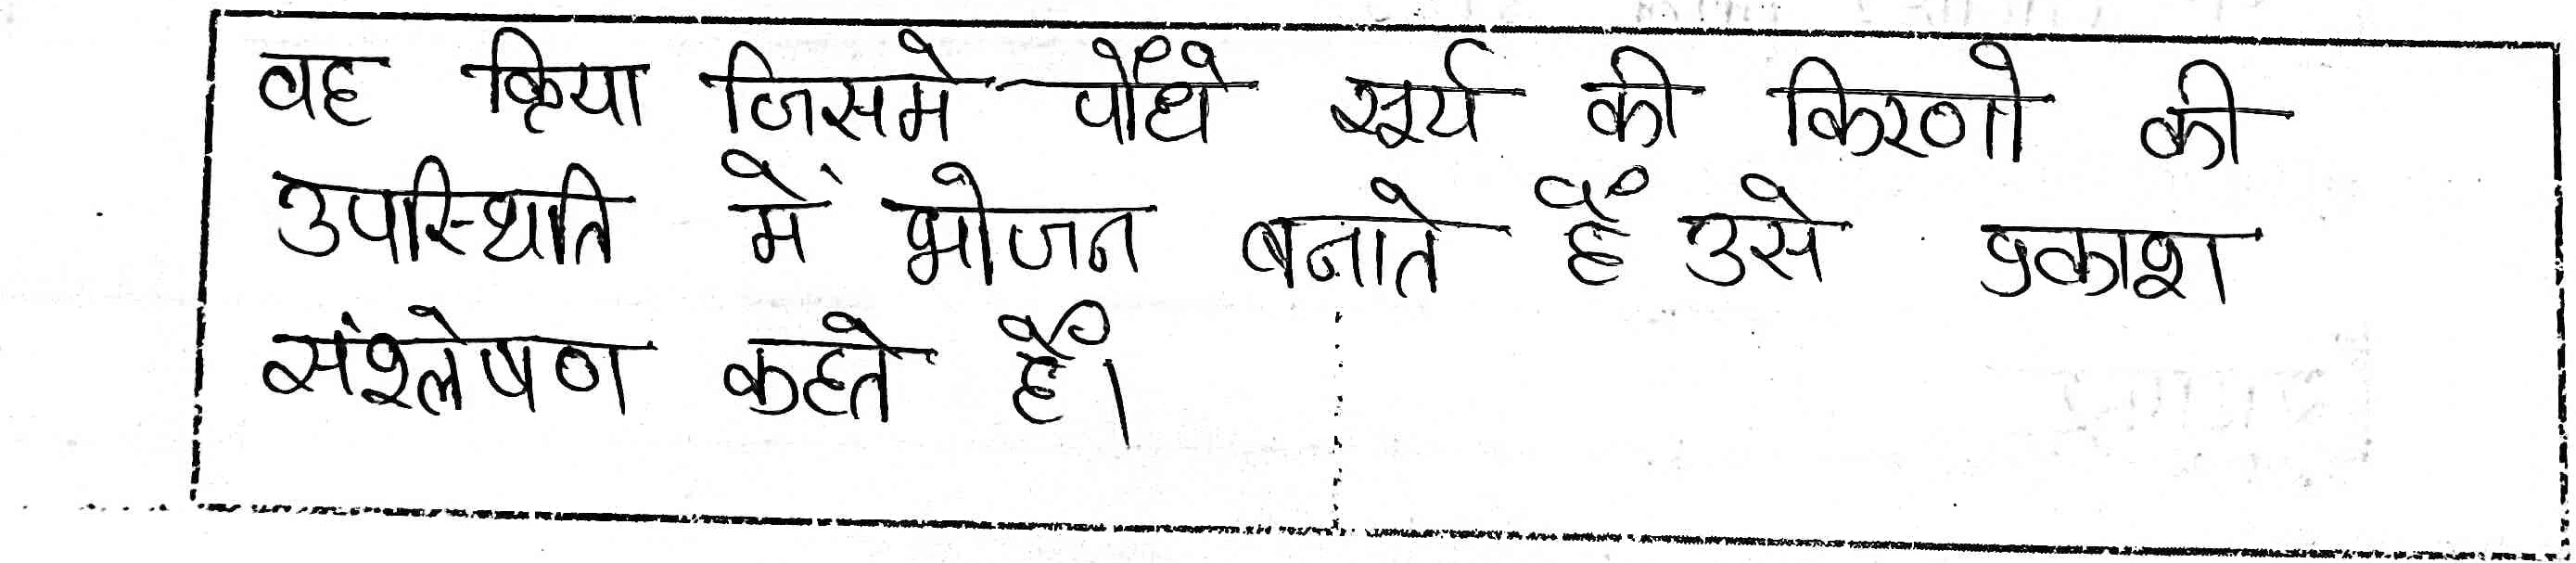 वह क्रिया जिसमे पौधे सूर्य की किरणो की
उपस्थिति में भोजन बनाते हैं उसे प्रकाश
संश्लेषण कहते हैं।